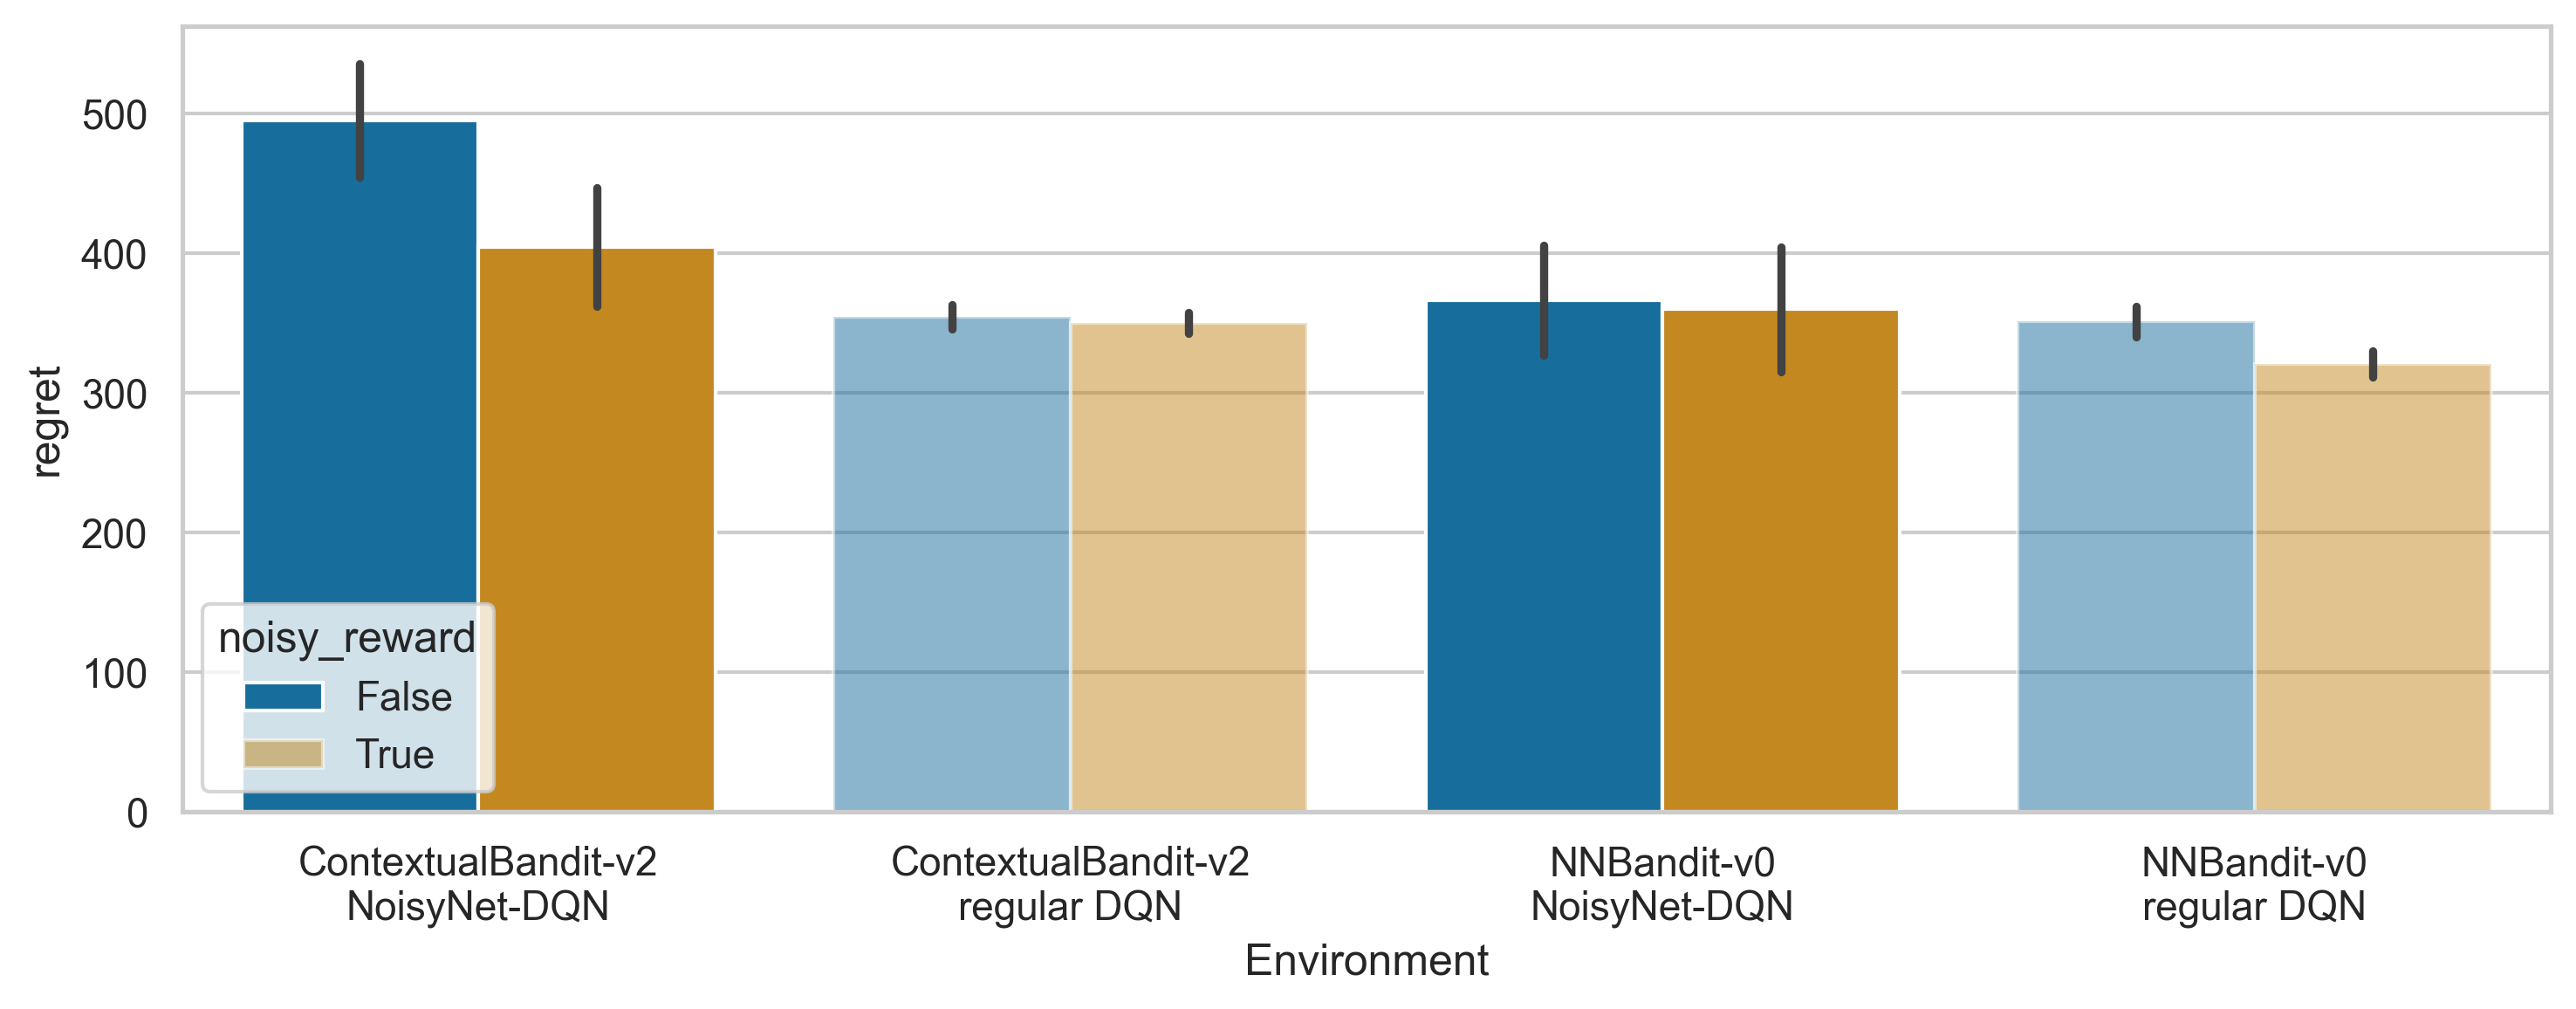 500
400
300
200
100
0
regret
noisy_reward
False
True
ContextualBandit-v2
NoisyNet-DQN
ContextualBandit-v2
regular DQN
NNBandit-v0
NoisyNet-DQN
NNBandit-v0
regular DQN
Environment